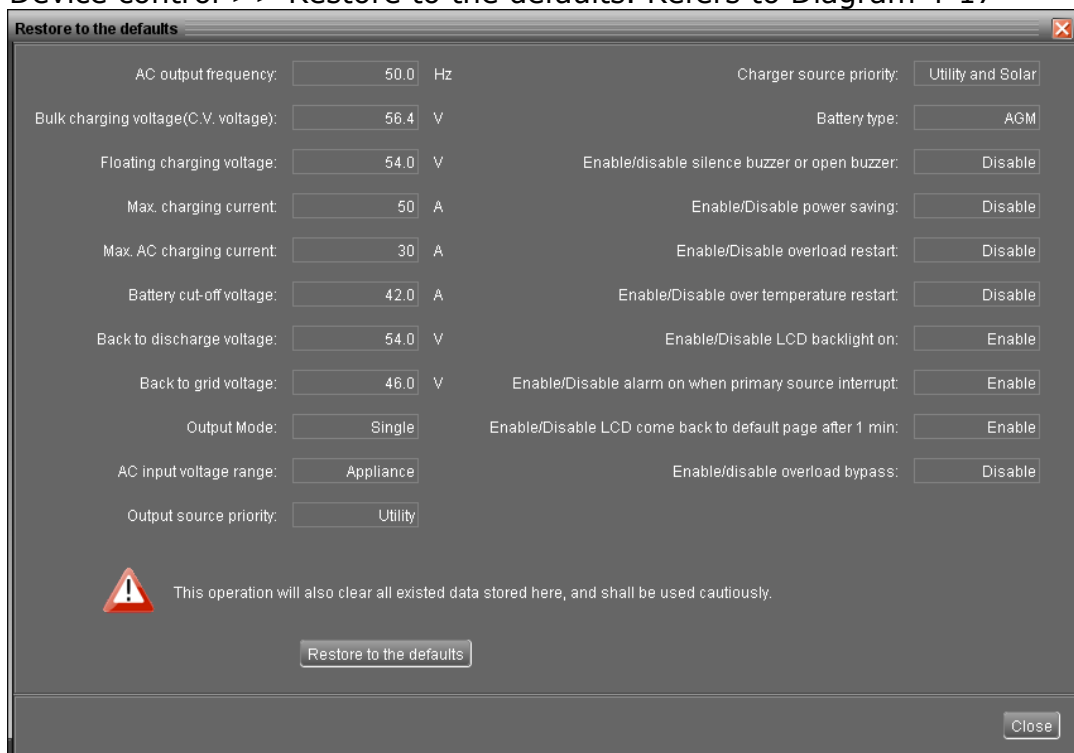 Device control >> Restore to the defaults. Refers to Diagram 4-17
Restore to the defaults
AC output frequency: 50.0 Hz Charger source priority: Utility and Solar
Bulk charging voltage(C.V. voltage): 56.4 V Battery type: AGM
Floating charging voltage: 54.0 V Enable/disable silence buzzer or open buzzer: Disable
Max. charging current: 50 A Enable/Disable power saving: Disable
Max. AC charging current: 30 A Enable/Disable overload restart: Disable
Battery cut-off voltage: 42.0 A Enable/Disable over temperature restart: Disable
Back to discharge voltage: 54.0 V Enable/Disable LCD backlight on: Enable
Back to grid voltage: 46.0 V Enable/Disable alarm on when primary source interrupt: Enable
Output Mode: Single Enable/Disable LCD come back to default page after 1 min: Enable
AC input voltage range: Appliance Enable/disable overload bypass: Disable
Output source priority: Utility
This operation will also clear all existed data stored here, and shall be used cautiously.
Restore to the defaults
Close